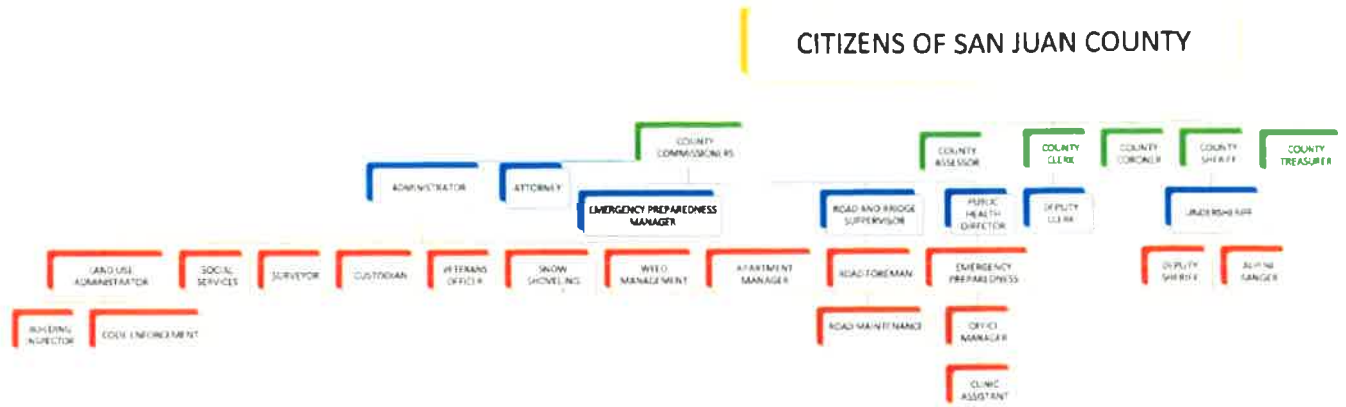 CITIZENS OF SAN JUAN COUNTY
COUNTY
COMMISSIONERS
COUNTY
ASSESSOR
COUNTY
CLERK
COUNTY
CORONER
COUNTY
SHERIFF
COUNTY
TREASURER
ADMINISTRATOR
ATTORNEY
EMERGENCY PREPAREDNESS
MANAGER
ROAD AND BRIDGE
SUPPERVISOR
PUBLIC
HEALTH
DIRECTOR
DEPUTY
CLERK
UNDERSHERIFF
LAND USE
ADMINISTRATOR
SOCIAL
SERVICES
SURVEYOR
CUSTODIAN
VETERANS
OFFICER
SNOW
SHOVELING
WEED
MANAGEMENT
APARTMENT
MANAGER
ROAD FOREMAN
EMERGENCY
PREPAREDNESS
DEPUTY
SHERIFF
ALPINE
RANGER
BUILDING
INSPECTOR
CODE ENFORCEMENT
ROAD MAINTENANCE
OFFICE
MANAGER
CLINIC
ASSISTANT